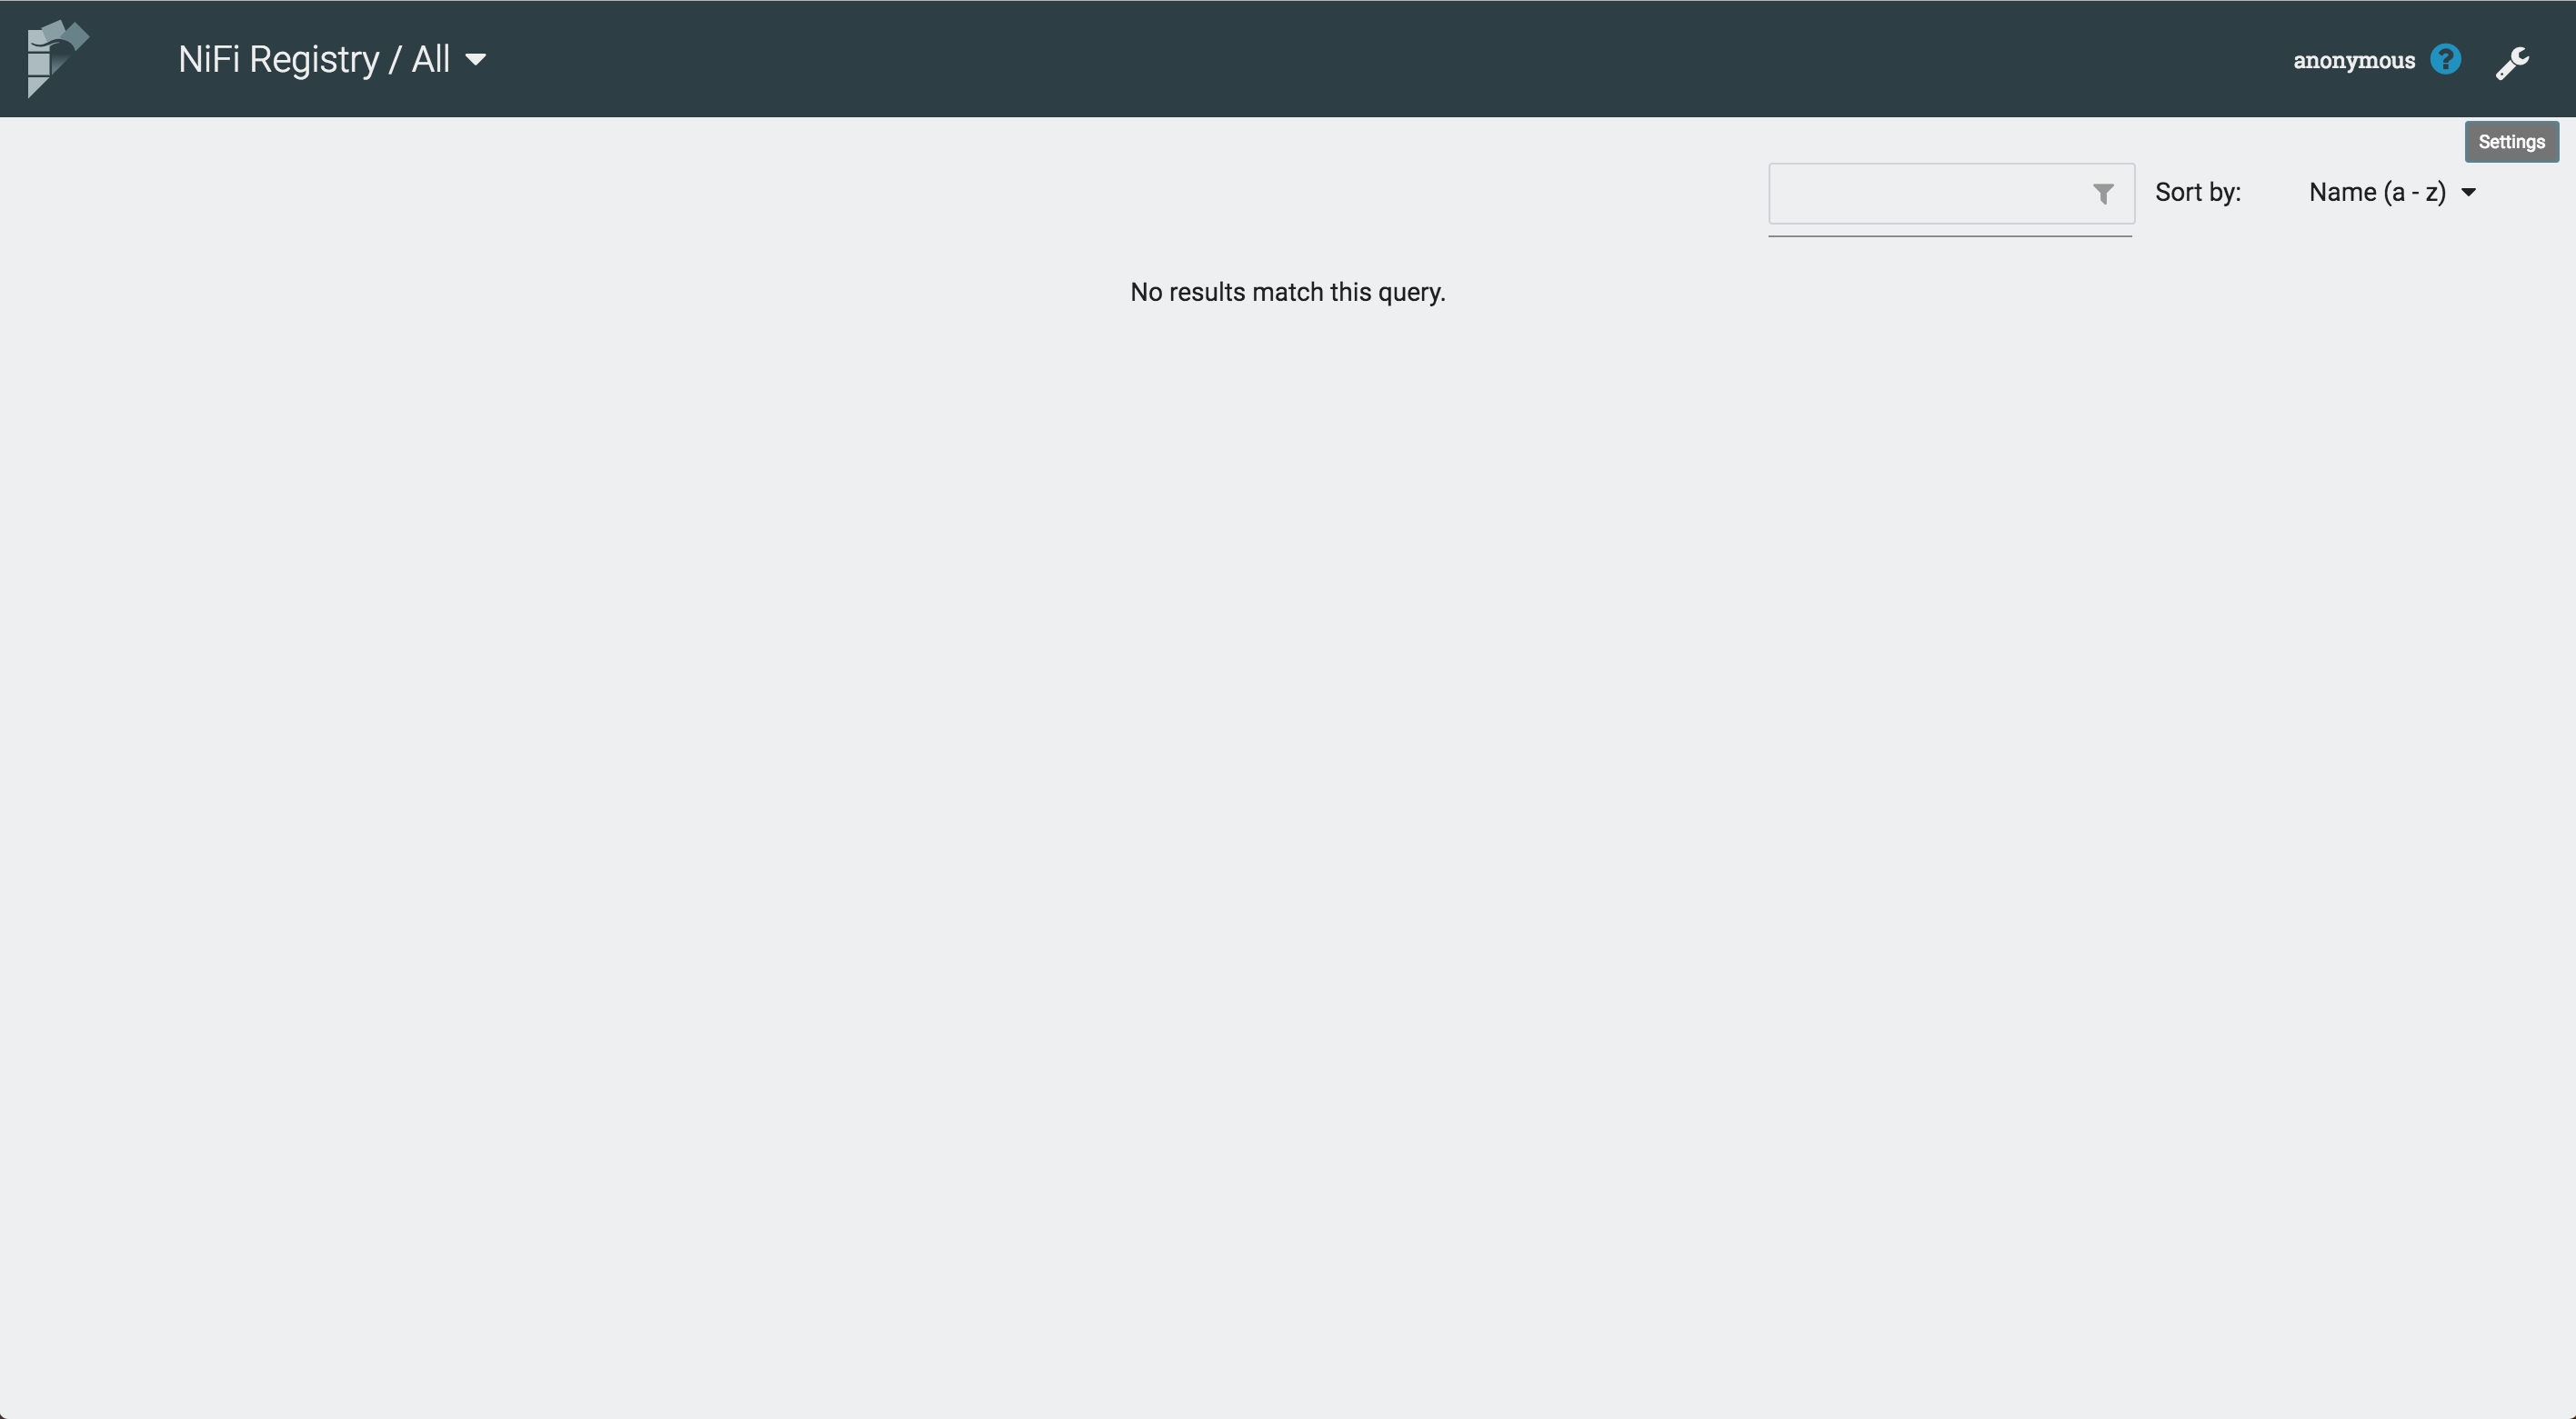 NiFi Registry / All
anonymous
Settings
Sort by: Name (a - z)
No results match this query.